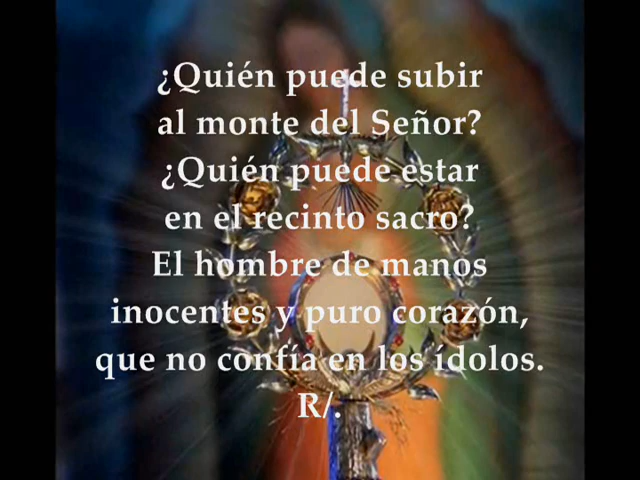 ¿Quién puede subir
al monte del Señor?
¿Quién puede estar
en el recinto sacro?
El hombre de manos
inocentes y puro corazón,
que no confía en los ídolos.
R/.